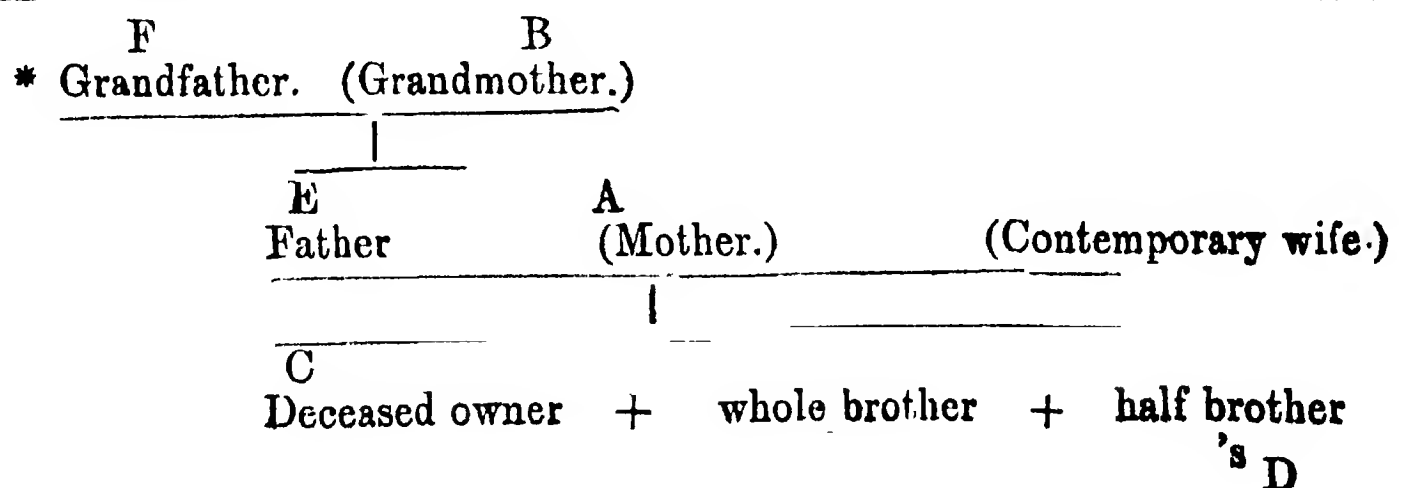 F B
* Grandfather. (Grandmother.)
E A
Father (Mother.) (Contemporary wife.)
C
Deceased owner + whole brother + half brother
's D